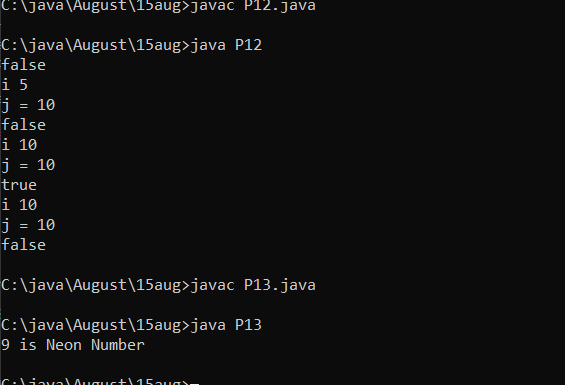 C:\java\August\15aug>javac P12.java
C:\java\August\15aug>java P12
false
i 5
j = 10
false
i 10
j = 10
true
i 10
j = 10
false
C:\java\August\15aug>javac P13.java
C:\java\August\15aug>java P13
9 is Neon Number
C:\java\August\15aug>_